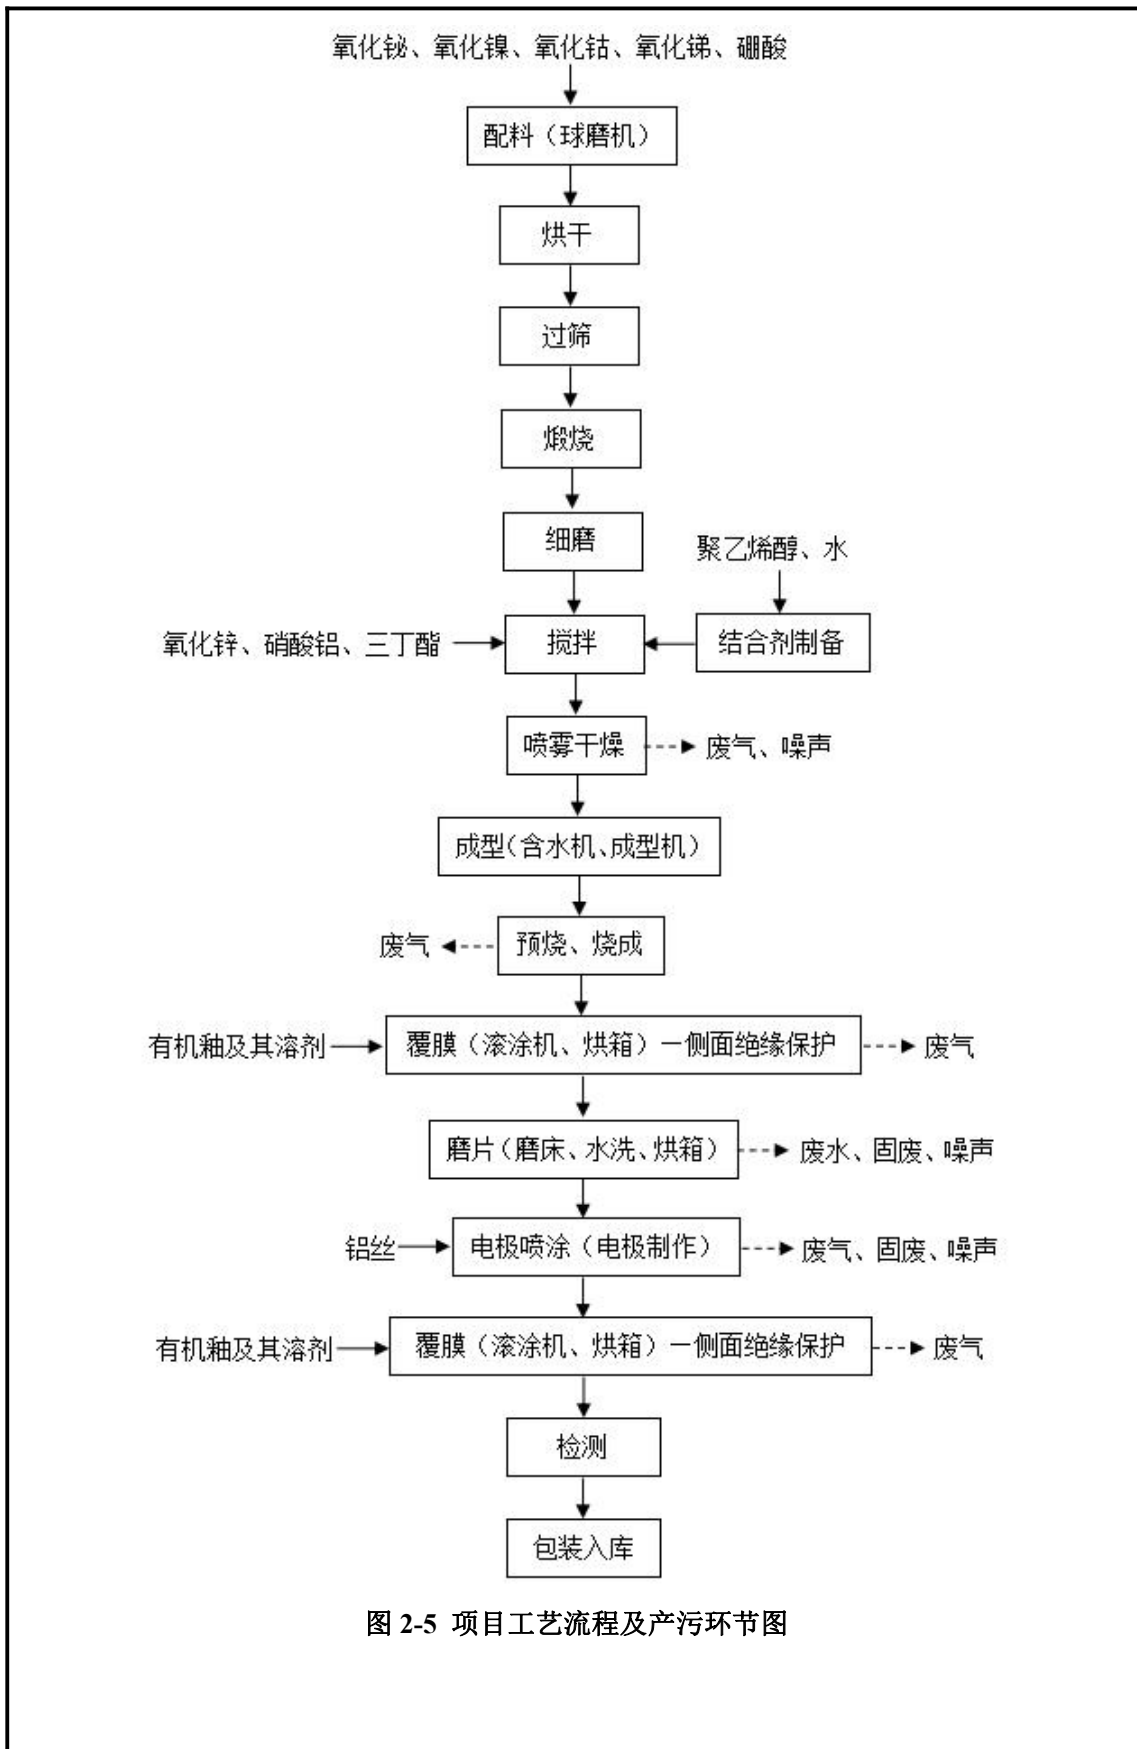 氧化铋、氧化镍、氧化钴、氧化锑、硼酸
配料（球磨机）
烘干
过筛
煅烧
细磨
聚乙烯醇、水
氧化锌、硝酸铝、三丁酯
搅拌
结合剂制备
喷雾干燥
废气、噪声
成型（含水机、成型机）
废气
预烧、烧成
有机釉及其溶剂
覆膜（滚涂机、烘箱）—侧面绝缘保护
废气
磨片（磨床、水洗、烘箱）
废水、固废、噪声
铝丝
电极喷涂（电极制作）
废气、固废、噪声
有机釉及其溶剂
覆膜（滚涂机、烘箱）—侧面绝缘保护
废气
检测
包装入库
图 2-5 项目工艺流程及产污环节图